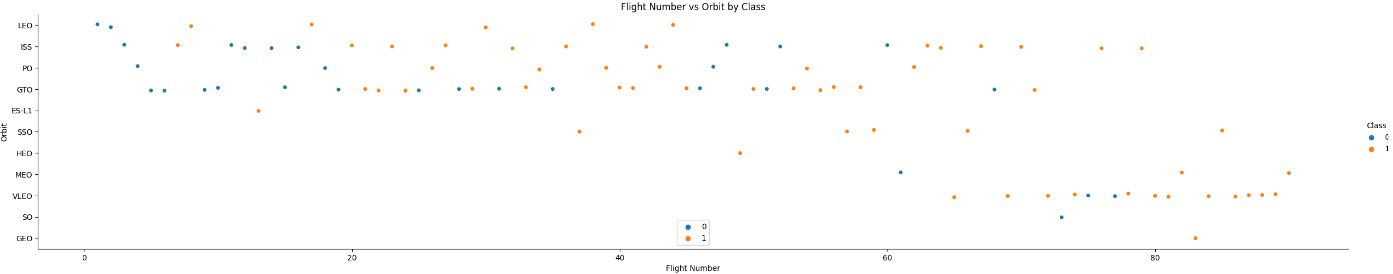 Flight Number vs Orbit by Class
LEO
ISS
PO
GTO
ES-L1
SSO
HEO
MEO
VLEO
SO
GEO
Orbit
0
20
40
60
80
Flight Number
0
1
Class
0
1